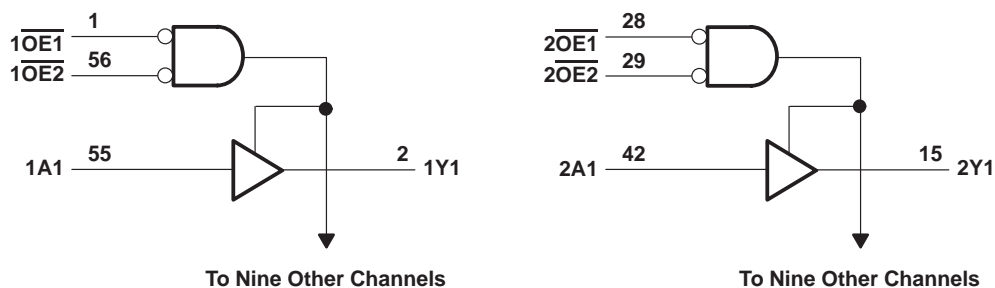 1
1OE1
56
1OE2
1A1 55 2 1Y1
To Nine Other Channels
28
2OE1
29
2OE2
2A1 42 15 2Y1
To Nine Other Channels